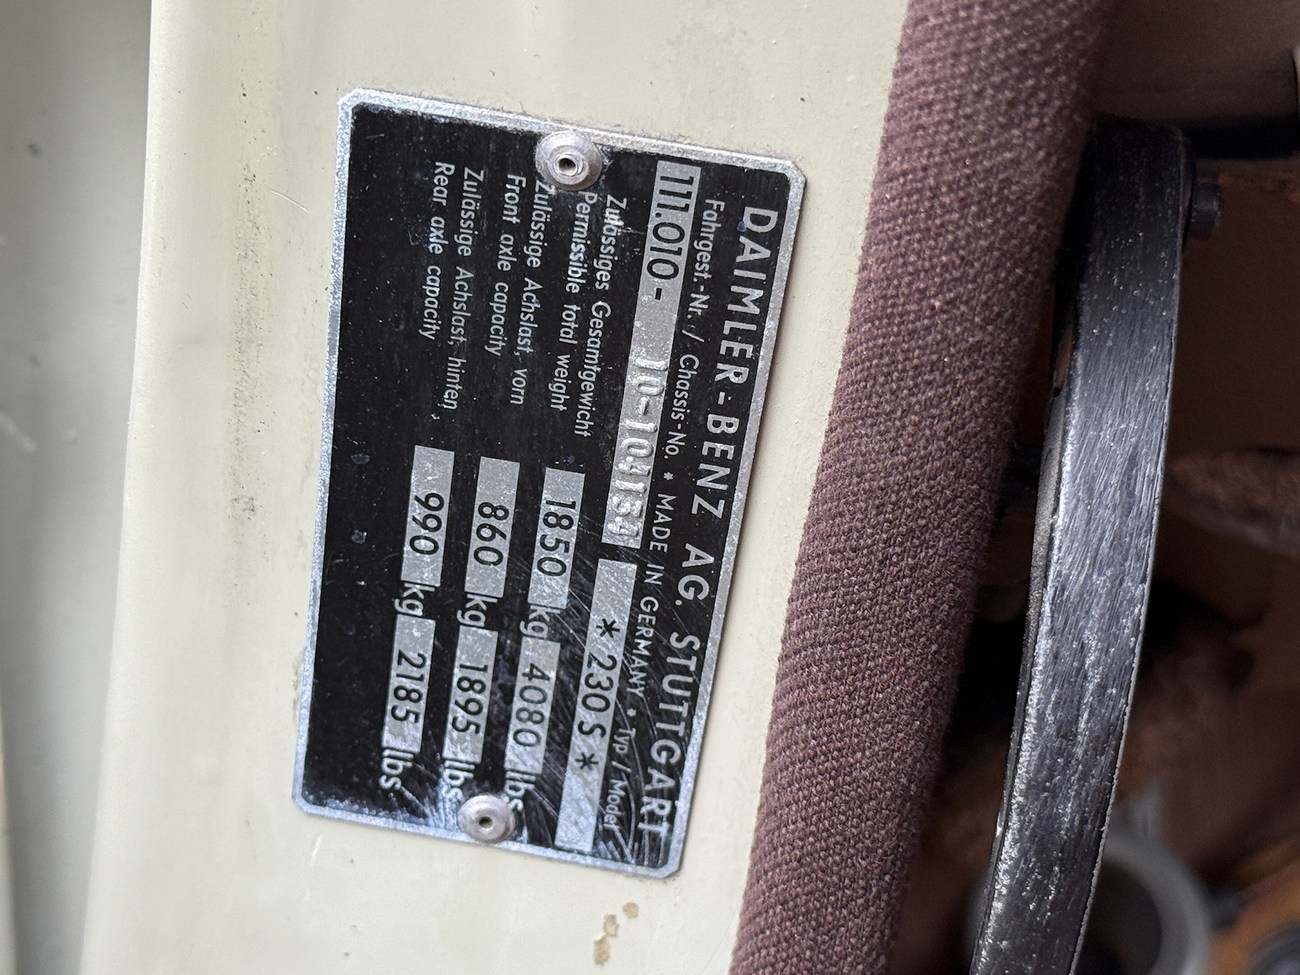 DAIMLER-BENZ AG. STUTTGART
Fahrgest.-Nr. / Chassis-No. * MADE IN GERMANY * Typ / Model
111.010- 10-104184 * 230 S *
Zulässiges Gesamtgewicht
Permissible total weight 1850 kg 4080 lbs
Zulässige Achslast, vorn
Front axle capacity 860 kg 1895 lbs
Zulässige Achslast, hinten
Rear axle capacity 990 kg 2185 lbs